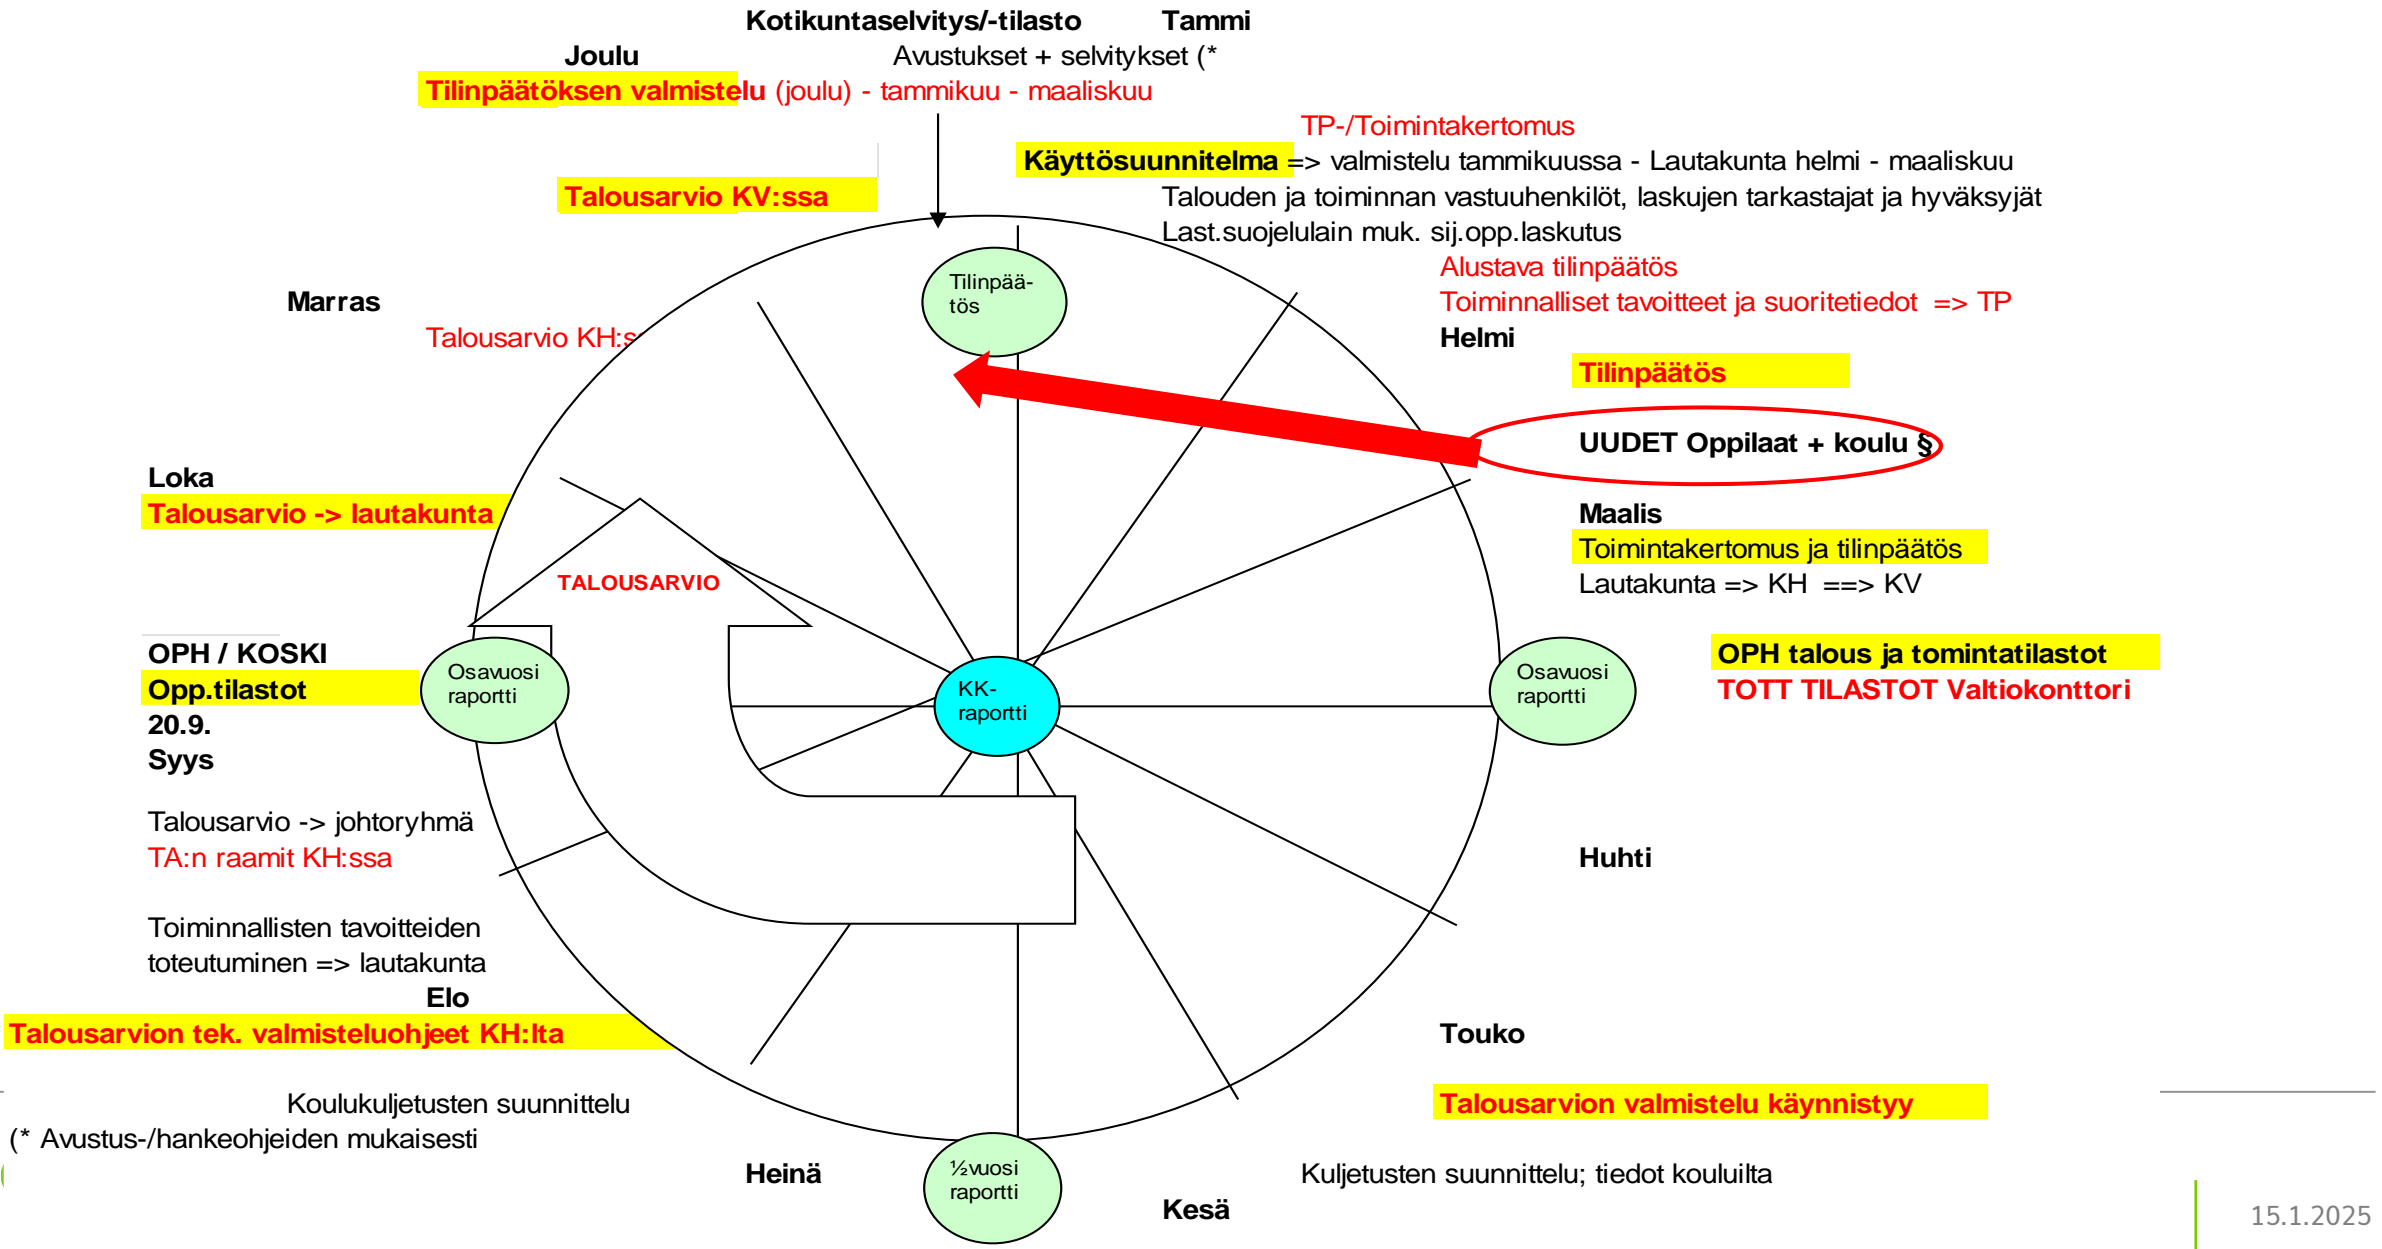 Kotikuntaselvitys/-tilasto Tammi
Joulu Avustukset + selvitykset (*
Tilinpäätöksen valmistelu (joulu) - tammikuu - maaliskuu
TP-/Toimintakertomus
Käyttösuunnitelma => valmistelu tammikuussa - Lautakunta helmi - maaliskuu
Talousarvio KV:ssa
Talouden ja toiminnan vastuuhenkilöt, laskujen tarkastajat ja hyväksyjät
Last.suojelulain muk. sij.opp.laskutus
Alustava tilinpäätös
Tilinpää-
tös
Marras
Toiminnalliset tavoitteet ja suoritetiedot => TP
Talousarvio KH:s
Helmi
Tilinpäätös
UUDET Oppilaat + koulu §
Loka
Talousarvio -> lautakunta
Maalis
Toimintakertomus ja tilinpäätös
Lautakunta => KH ==> KV
TALOUSARVIO
OPH / KOSKI
Opp.tilastot
20.9.
Syys
Osavuosi
raportti
KK-
raportti
Osavuosi
raportti
OPH talous ja tomintatilastot
TOTT TILASTOT Valtiokonttori
Talousarvio -> johtoryhmä
TA:n raamit KH:ssa
Huhti
Toiminnallisten tavoitteiden
toteutuminen => lautakunta
Elo
Talousarvion tek. valmisteluohjeet KH:lta
Touko
Koulukuljetusten suunnittelu
Talousarvion valmistelu käynnistyy
(* Avustus-/hankeohjeiden mukaisesti
Heinä
½vuosi
raportti
Kuljetusten suunnittelu; tiedot kouluilta
Kesä
15.1.2025